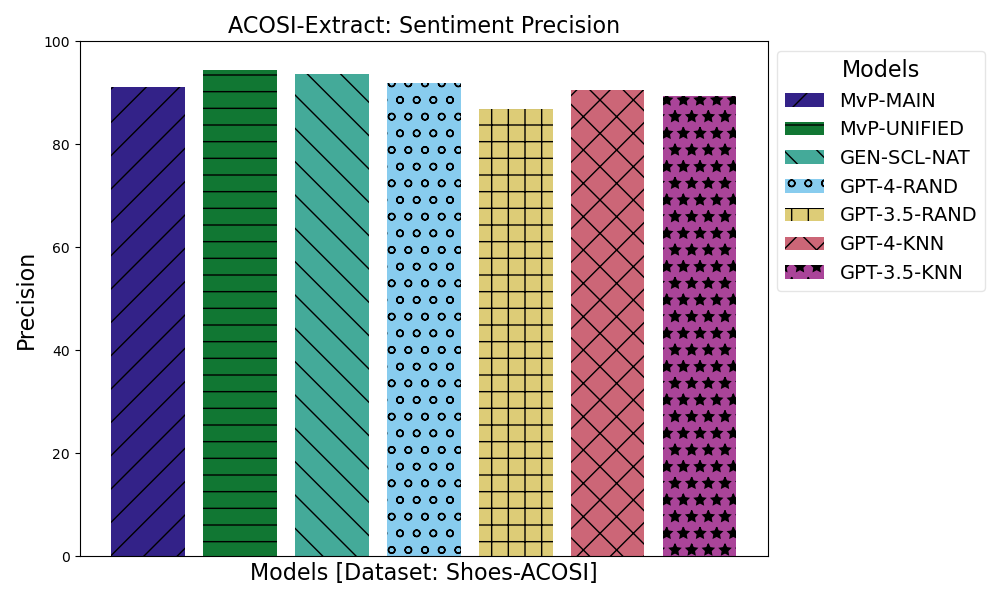 ACOSI-Extract: Sentiment Precision
100
80
60
40
20
0
Precision
Models [Dataset: Shoes-ACOSI]
Models
MvP-MAIN
MvP-UNIFIED
GEN-SCL-NAT
GPT-4-RAND
GPT-3.5-RAND
GPT-4-KNN
GPT-3.5-KNN